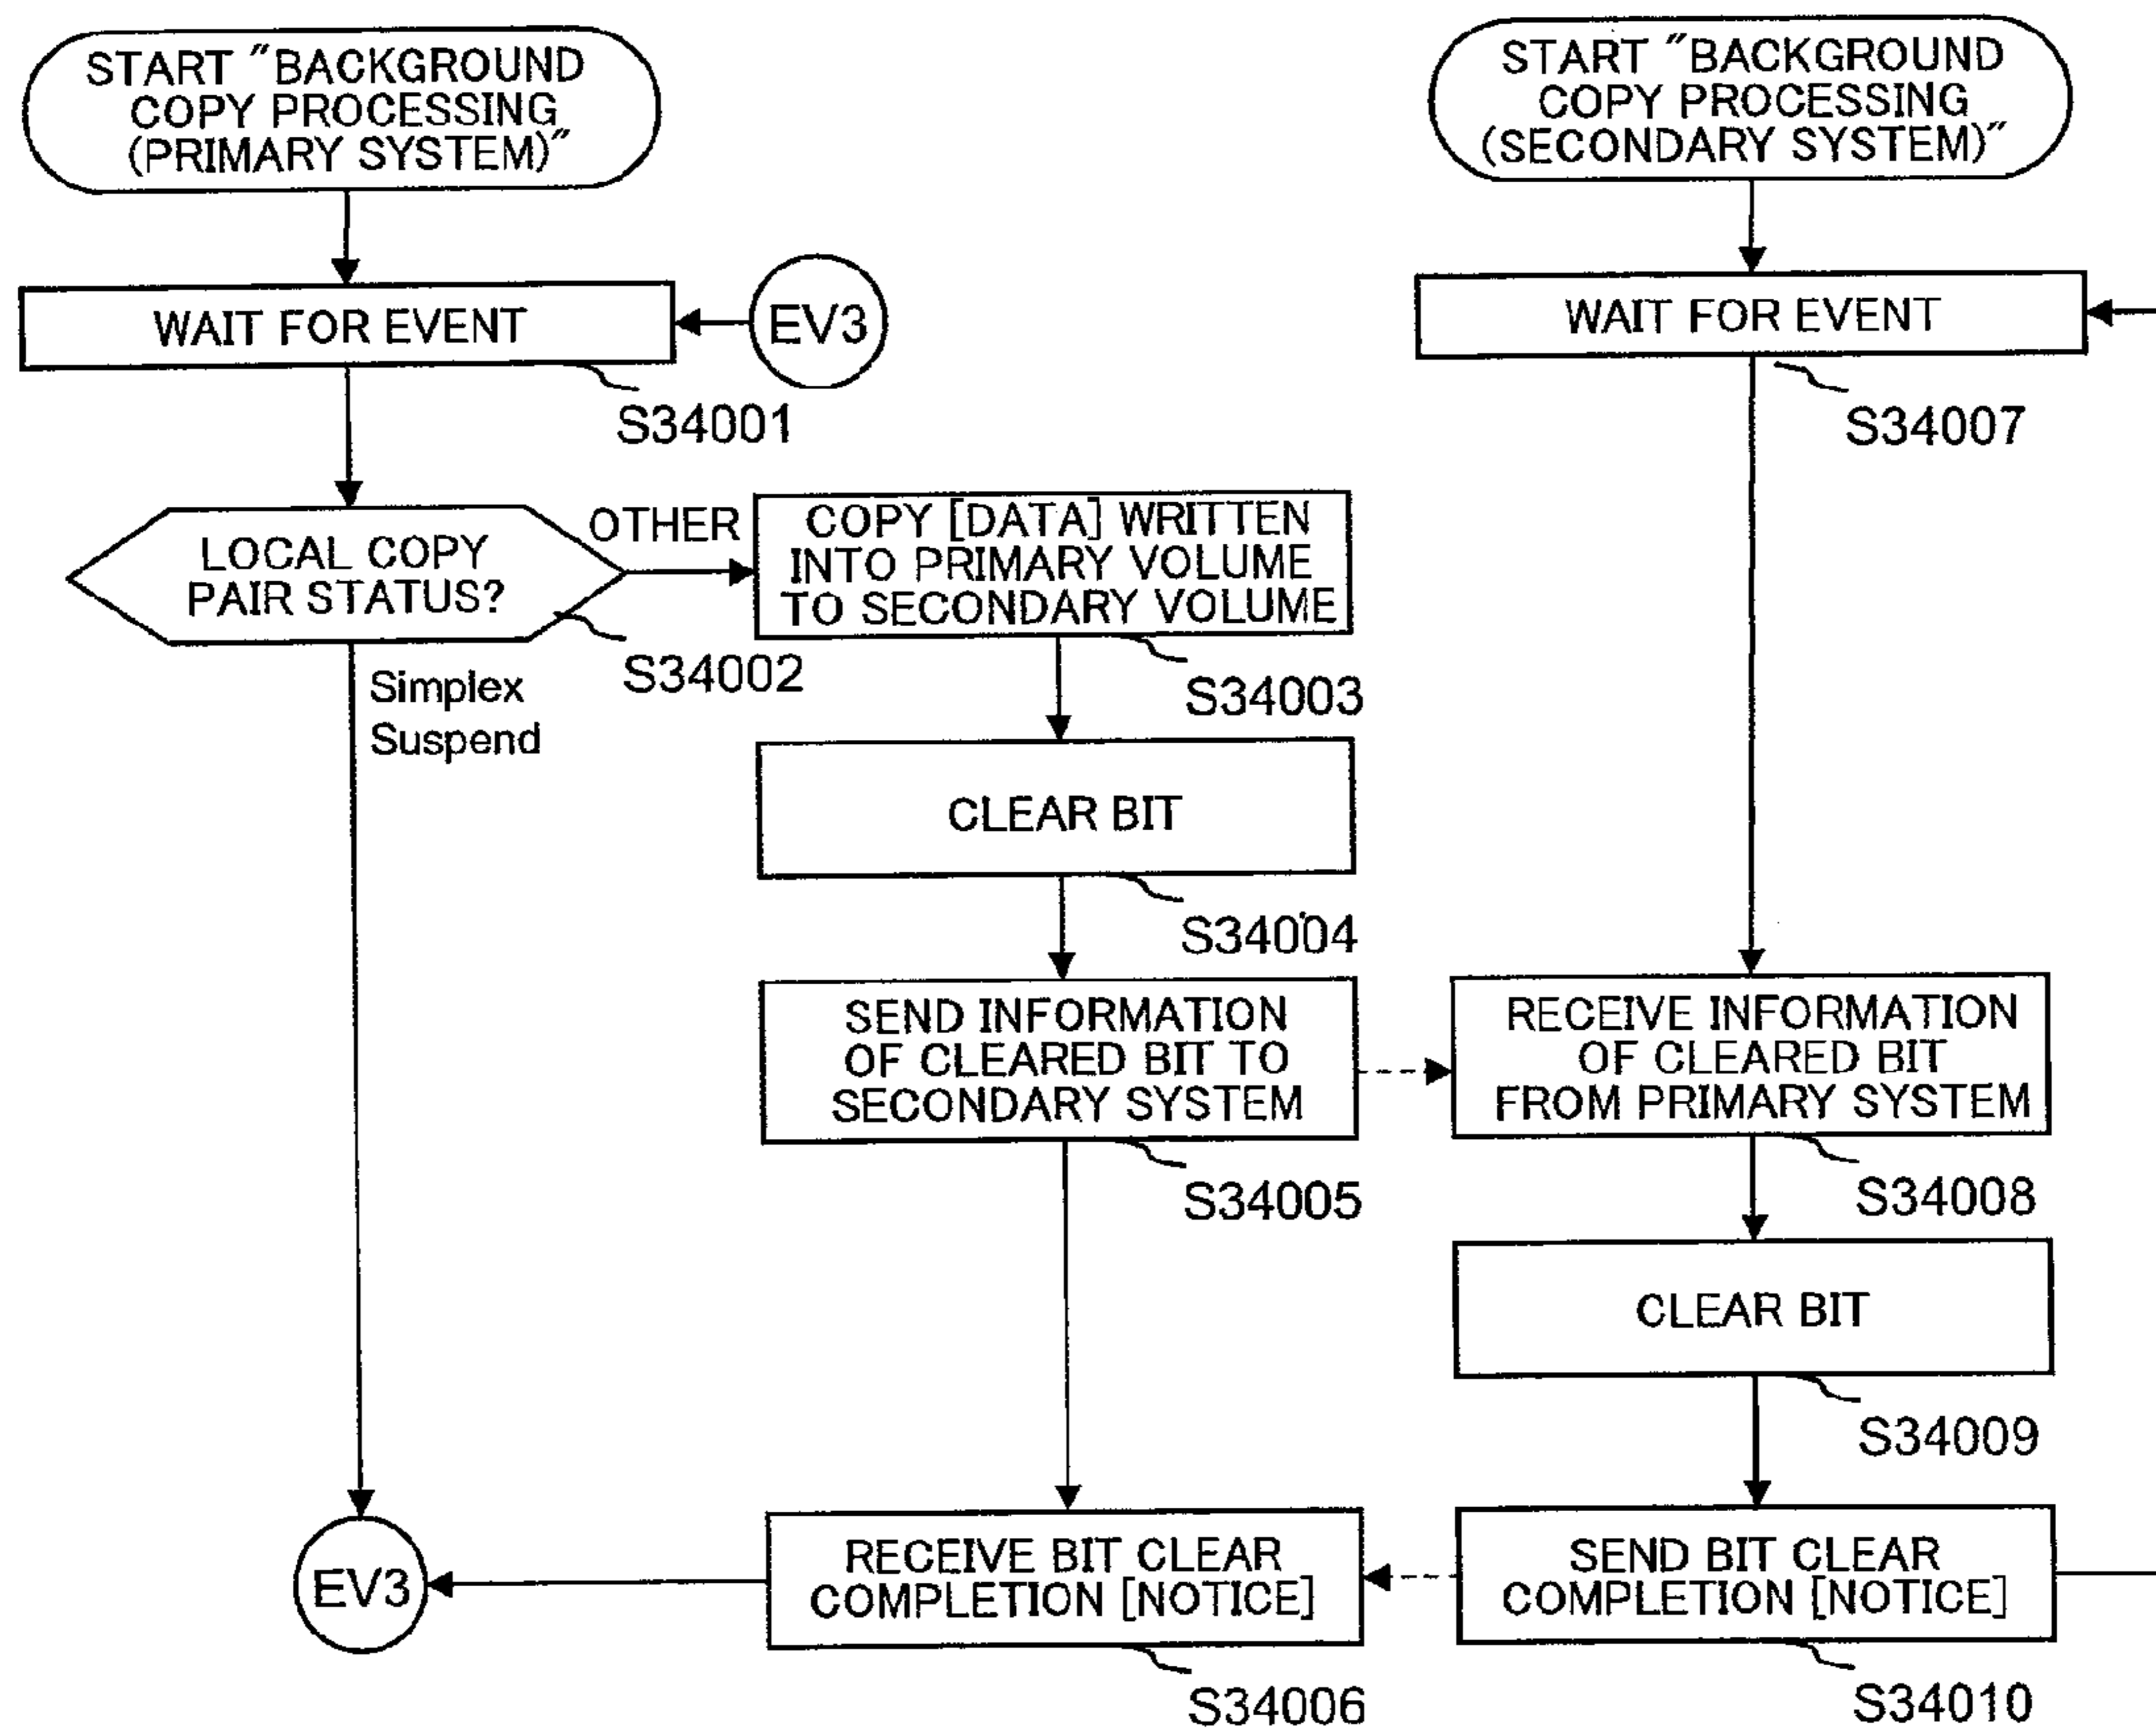 START "BACKGROUND
COPY PROCESSING
(PRIMARY SYSTEM)"
WAIT FOR EVENT
EV3
S34001
LOCAL COPY
PAIR STATUS?
S34002
OTHER
Simplex
Suspend
COPY [DATA] WRITTEN
INTO PRIMARY VOLUME
TO SECONDARY VOLUME
S34003
CLEAR BIT
S34004
SEND INFORMATION
OF CLEARED BIT TO
SECONDARY SYSTEM
S34005
RECEIVE BIT CLEAR
COMPLETION [NOTICE]
S34006
EV3
START "BACKGROUND
COPY PROCESSING
(SECONDARY SYSTEM)"
WAIT FOR EVENT
S34007
RECEIVE INFORMATION
OF CLEARED BIT
FROM PRIMARY SYSTEM
S34008
CLEAR BIT
S34009
SEND BIT CLEAR
COMPLETION [NOTICE]
S34010